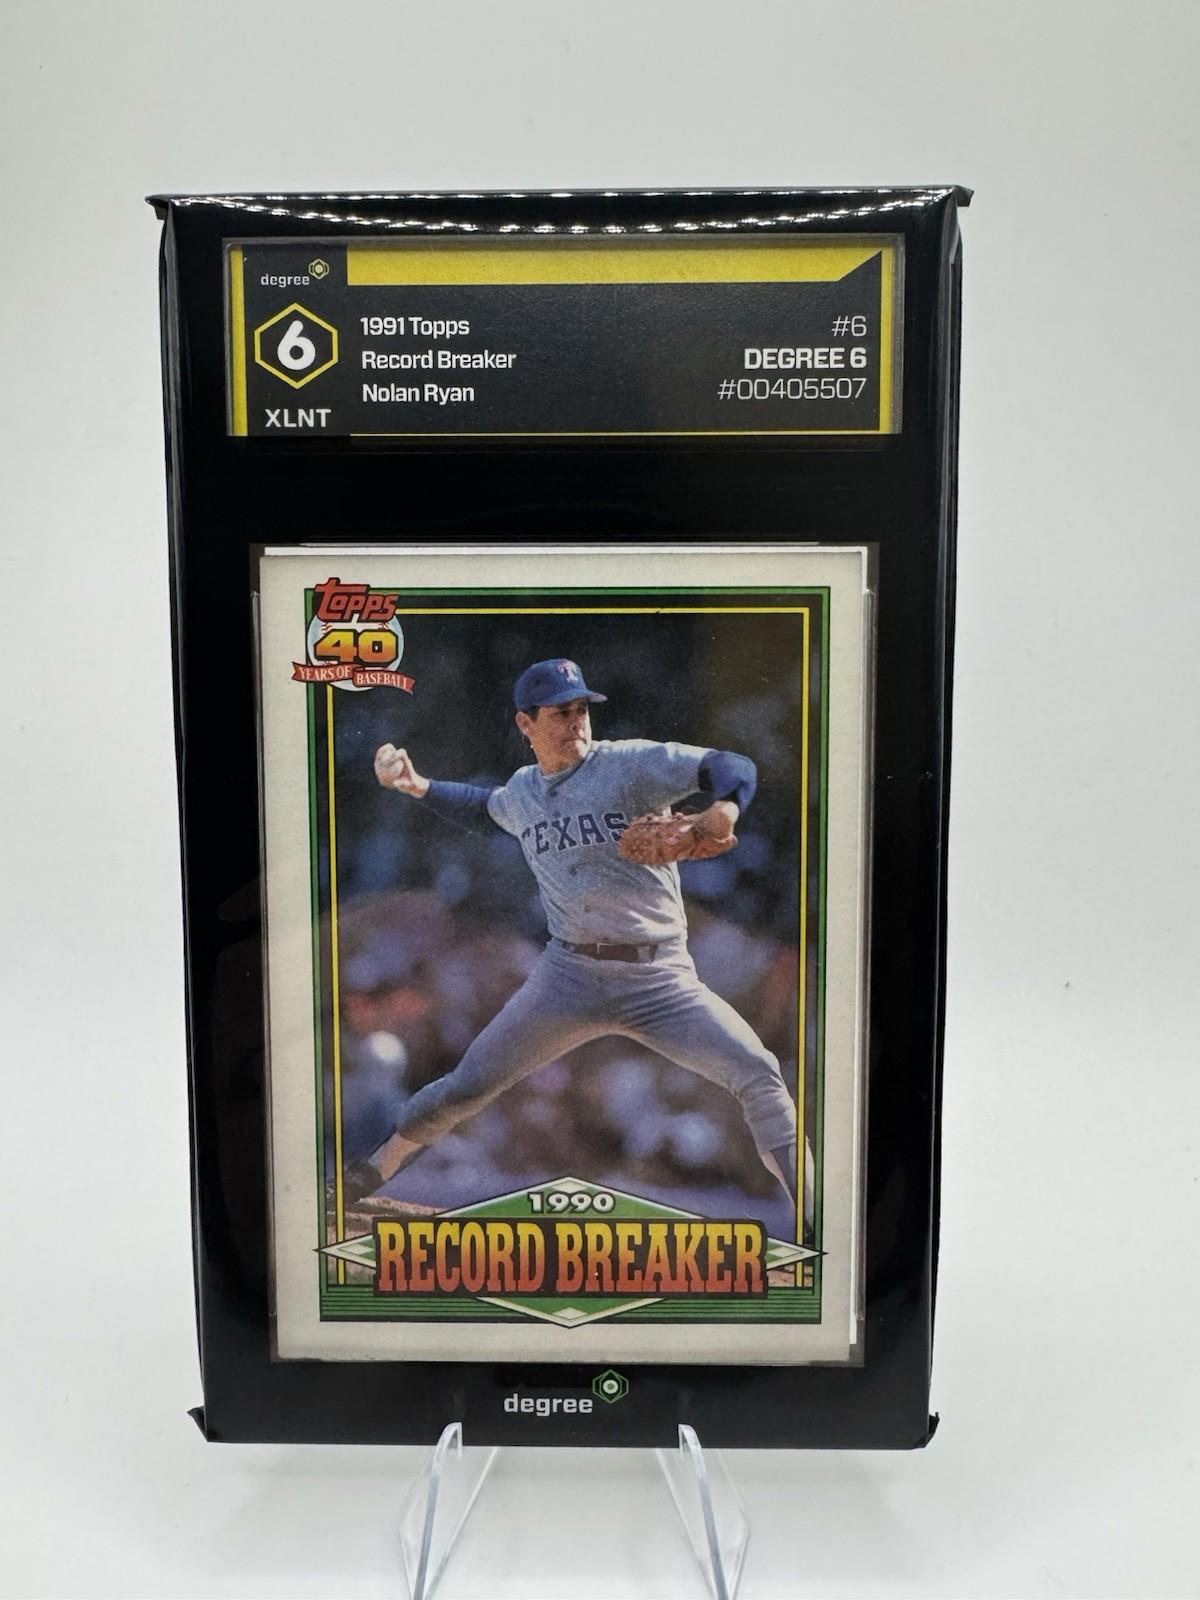 degree
6
XLNT
1991 Topps
Record Breaker
Nolan Ryan
#6
DEGREE 6
#00405507
Topps
40
YEARS OF BASEBALL
T
TEXAS
1990
RECORD BREAKER
degree